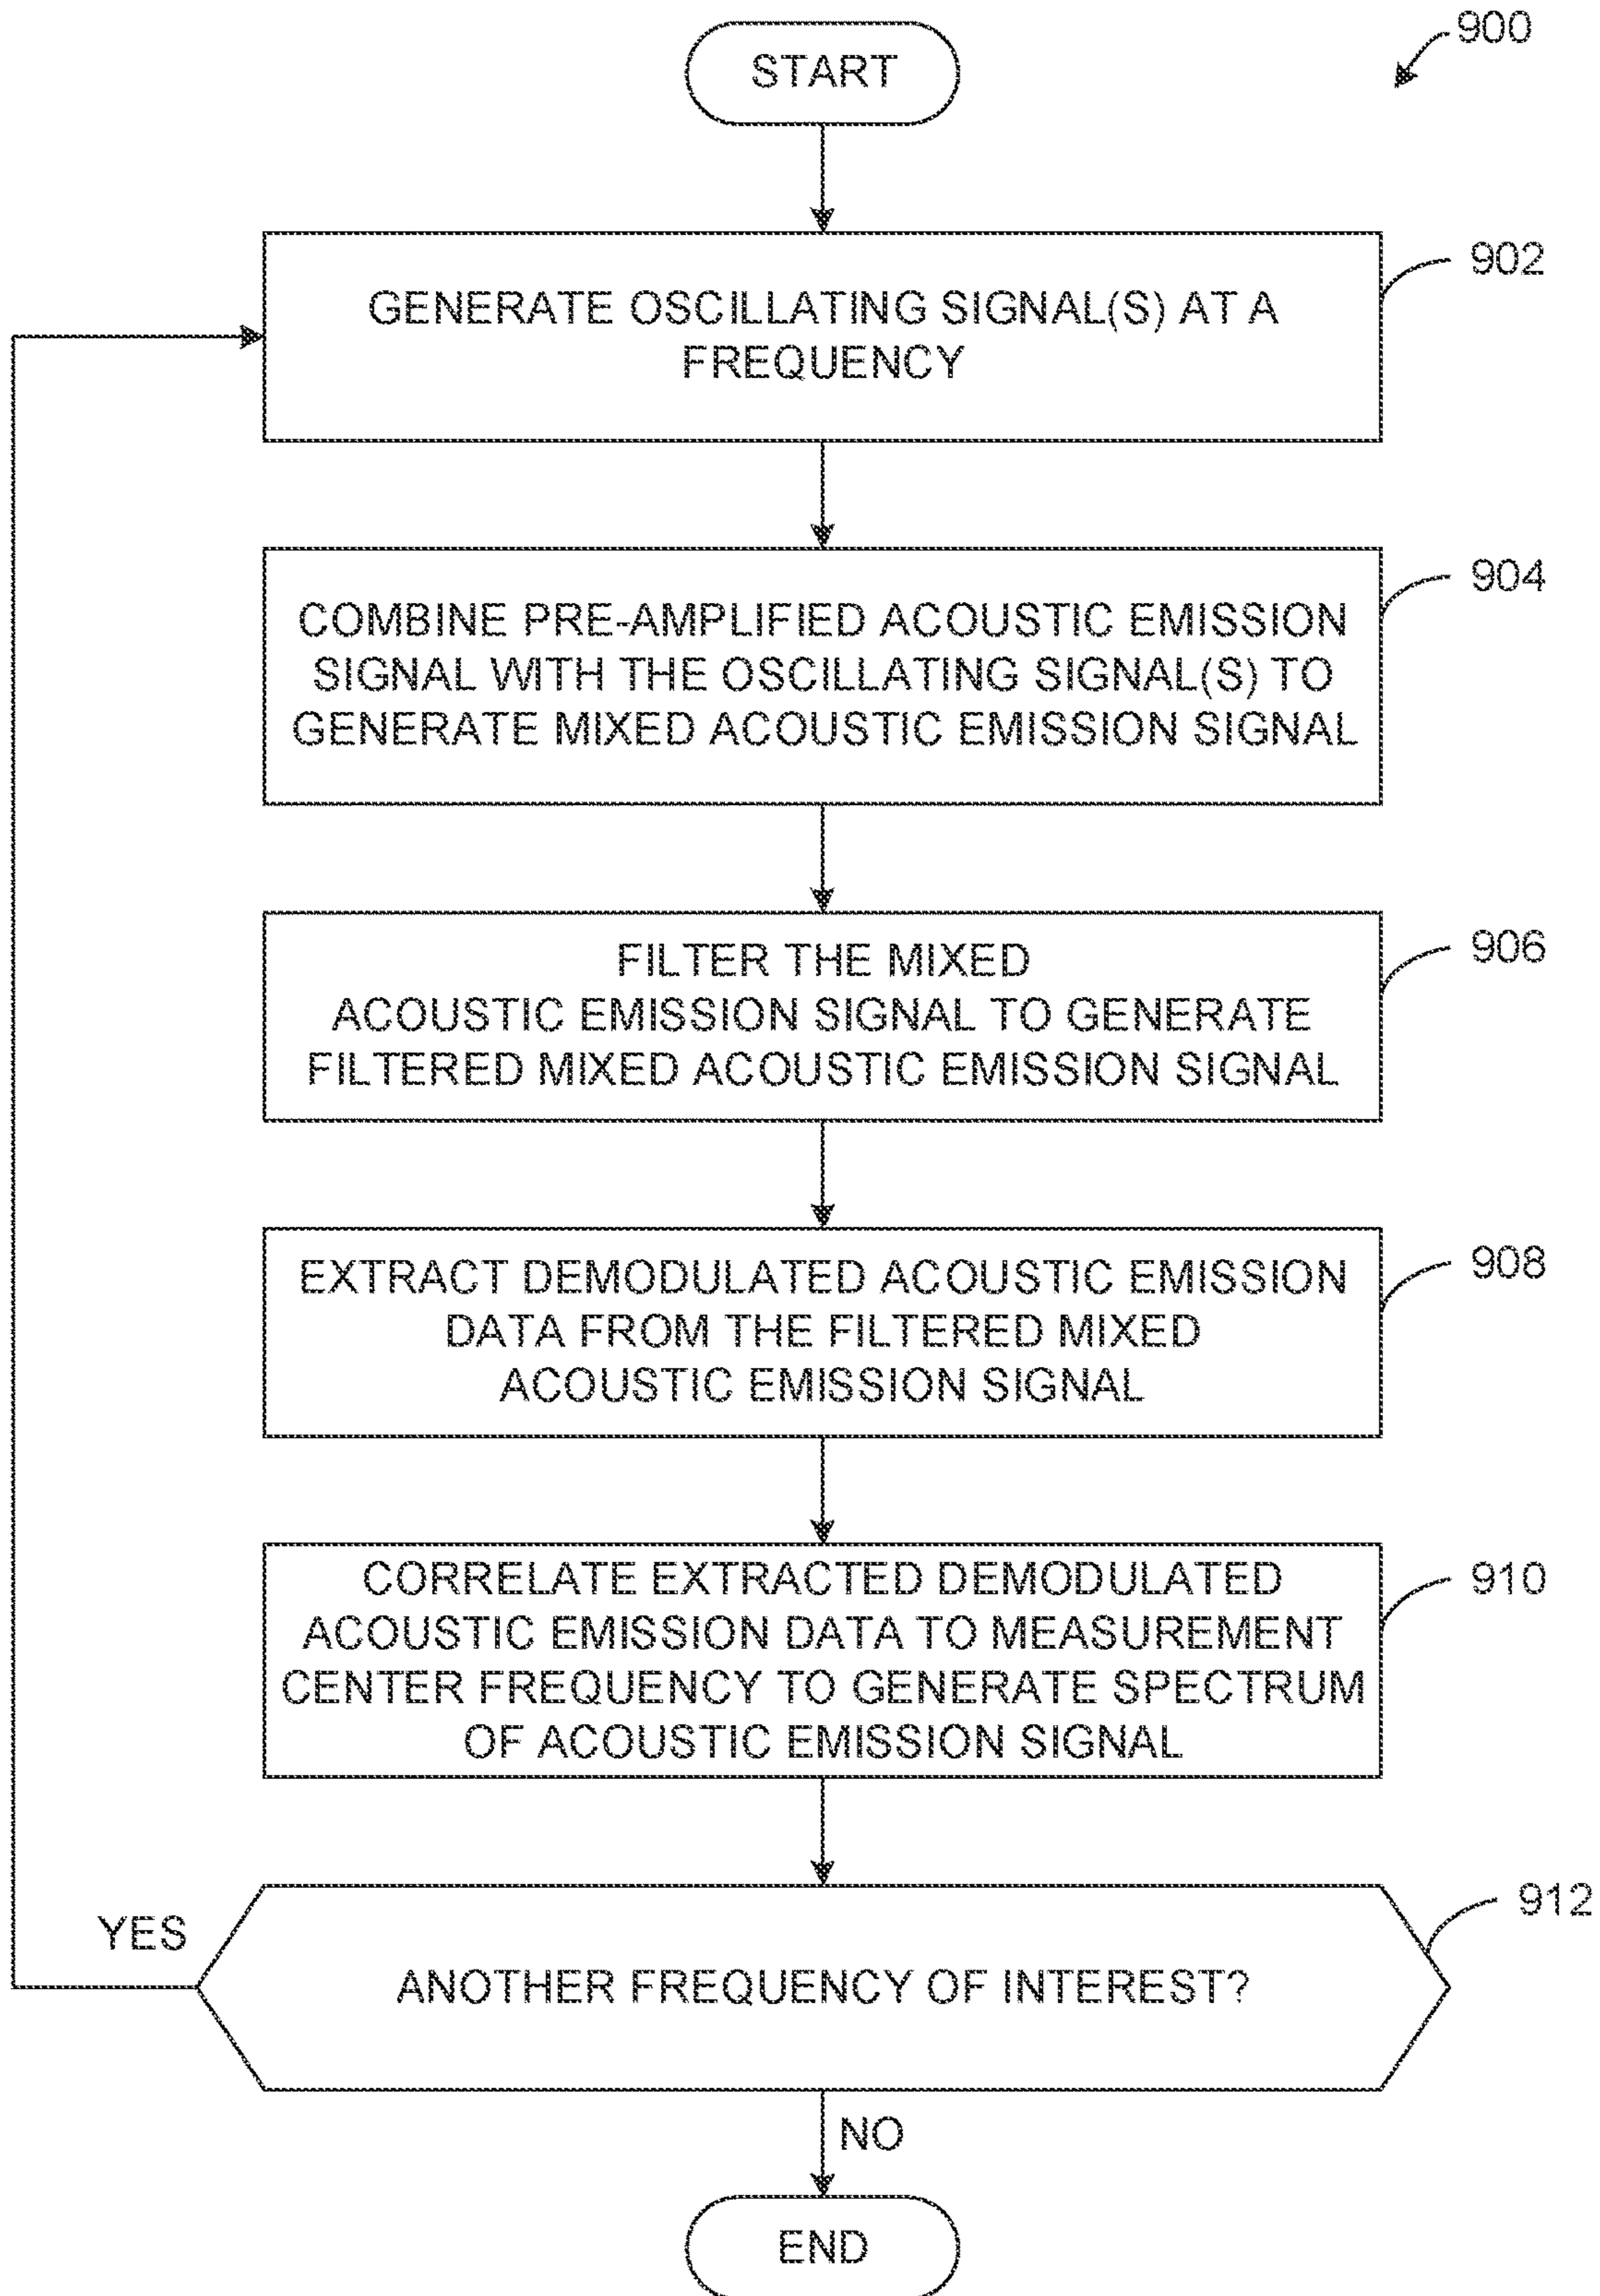 900
START
902
GENERATE OSCILLATING SIGNAL(S) AT A
FREQUENCY
904
COMBINE PRE-AMPLIFIED ACOUSTIC EMISSION
SIGNAL WITH THE OSCILLATING SIGNAL(S) TO
GENERATE MIXED ACOUSTIC EMISSION SIGNAL
906
FILTER THE MIXED
ACOUSTIC EMISSION SIGNAL TO GENERATE
FILTERED MIXED ACOUSTIC EMISSION SIGNAL
908
EXTRACT DEMODULATED ACOUSTIC EMISSION
DATA FROM THE FILTERED MIXED
ACOUSTIC EMISSION SIGNAL
910
CORRELATE EXTRACTED DEMODULATED
ACOUSTIC EMISSION DATA TO MEASUREMENT
CENTER FREQUENCY TO GENERATE SPECTRUM
OF ACOUSTIC EMISSION SIGNAL
912
YES
ANOTHER FREQUENCY OF INTEREST?
NO
END